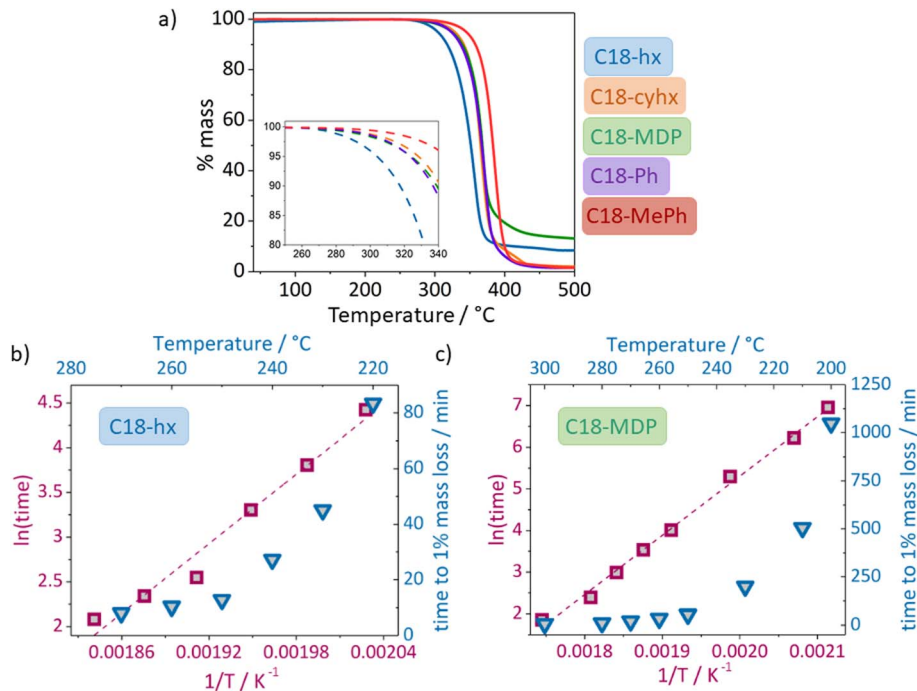 a)
% mass
100
80
60
40
20
0
100
95
90
85
80
260 280 300 320 340
100 200 300 400 500
Temperature / °C
C18-hx
C18-cyhx
C18-MDP
C18-Ph
C18-MePh
b)
Temperature / °C
280 260 240 220
C18-hx
ln(time)
4.5
4
3.5
3
2.5
2
80
60
40
20
0
time to 1% mass loss / min
0.00186 0.00192 0.00198 0.00204
1/T / K⁻¹
c)
Temperature / °C
300 280 260 240 220 200
C18-MDP
ln(time)
7
6
5
4
3
2
1250
1000
750
500
250
0
time to 1% mass loss / min
0.0018 0.0019 0.0020 0.0021
1/T / K⁻¹